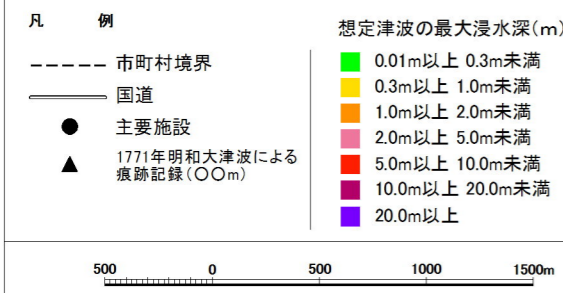 凡 例
市町村境界
国道
主要施設
1771年明和大津波による
痕跡記録(〇〇m)
想定津波の最大浸水深(m)
0.01m以上 0.3m未満
0.3m以上 1.0m未満
1.0m以上 2.0m未満
2.0m以上 5.0m未満
5.0m以上 10.0m未満
10.0m以上 20.0m未満
20.0m以上
500 0 500 1000 1500m